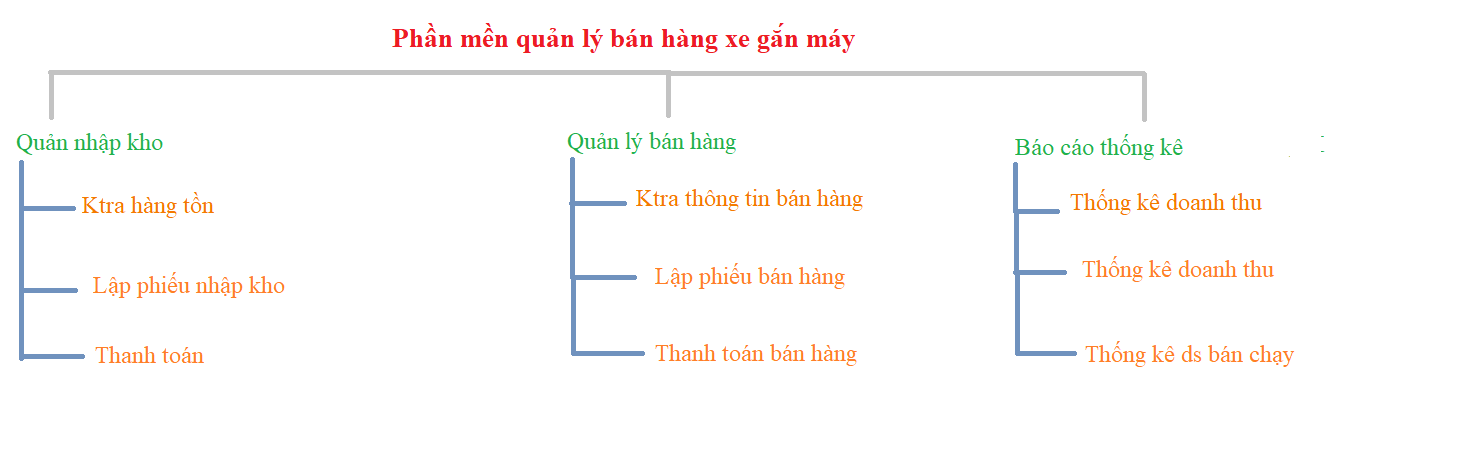 Phần mền quản lý bán hàng xe gắn máy
Quản nhập kho
Ktra hàng tồn
Lập phiếu nhập kho
Thanh toán
Quản lý bán hàng
Ktra thông tin bán hàng
Lập phiếu bán hàng
Thanh toán bán hàng
Báo cáo thống kê
Thống kê doanh thu
Thống kê doanh thu
Thống kê ds bán chạy